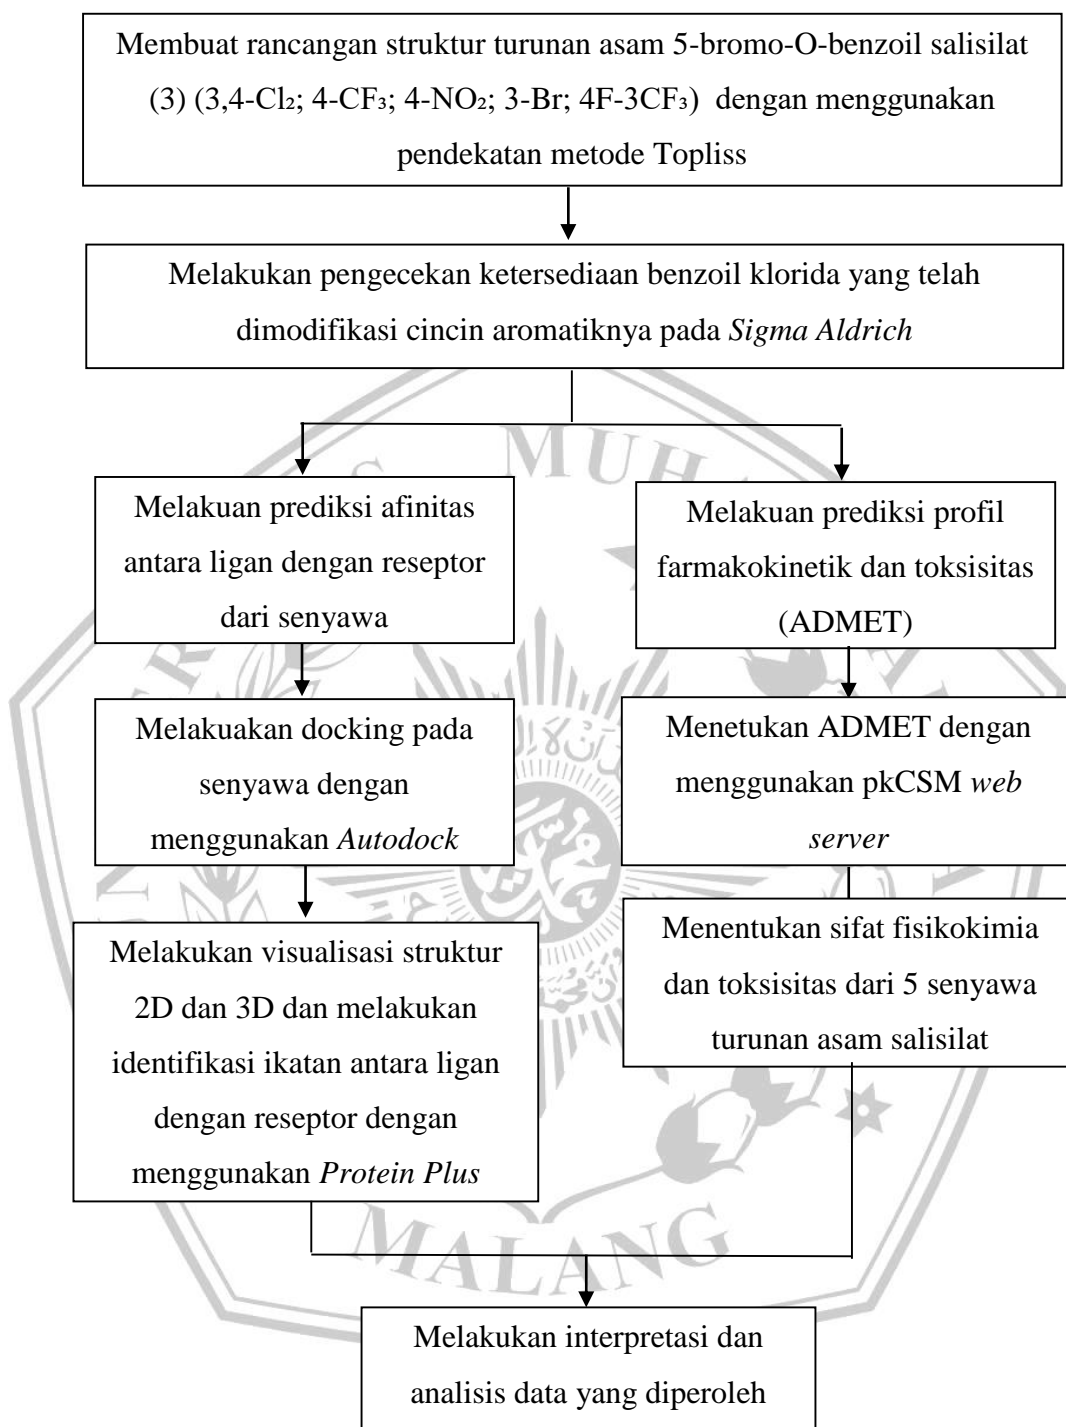 Membuat rancangan struktur turunan asam 5-bromo-O-benzoil salisilat
(3) (3,4-Cl₂; 4-CF₃; 4-NO₂; 3-Br; 4F-3CF₃) dengan menggunakan
pendekatan metode Topliss
Melakukan pengecekan ketersediaan benzoil klorida yang telah
dimodifikasi cincin aromatiknya pada Sigma Aldrich
Melakuan prediksi afinitas
antara ligan dengan reseptor
dari senyawa
Melakuakan docking pada
senyawa dengan
menggunakan Autodock
Melakukan visualisasi struktur
2D dan 3D dan melakukan
identifikasi ikatan antara ligan
dengan reseptor dengan
menggunakan Protein Plus
Melakuan prediksi profil
farmakokinetik dan toksisitas
(ADMET)
Menetukan ADMET dengan
menggunakan pkCSM web
server
Menentukan sifat fisikokimia
dan toksisitas dari 5 senyawa
turunan asam salisilat
Melakukan interpretasi dan
analisis data yang diperoleh
MUH
MALANG